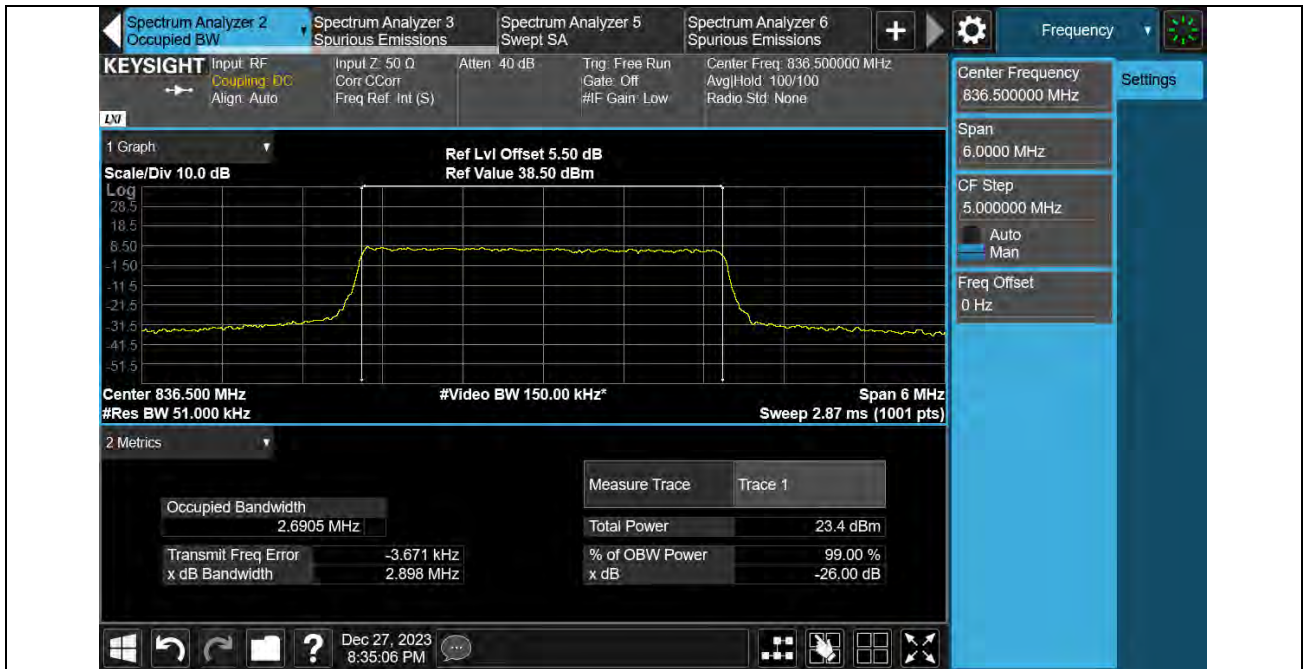 Spectrum Analyzer 2
Occupied BW
Spectrum Analyzer 3
Spurious Emissions
Spectrum Analyzer 5
Swept SA
Spectrum Analyzer 6
Spurious Emissions
+
Frequency
KEYSIGHT
Input: RF
Coupling: DC
Align: Auto
Input Z: 50 Ω
Corr CCorr
Freq Ref: Int (S)
Atten: 40 dB
Trig: Free Run
Gate: Off
#IF Gain: Low
Center Freq: 836.500000 MHz
Avg|Hold: 100/100
Radio Std: None
LXI
Center Frequency
836.500000 MHz
Settings
Span
6.0000 MHz
CF Step
5.000000 MHz
Auto
Man
Freq Offset
0 Hz
1 Graph
Scale/Div 10.0 dB
Ref Lvl Offset 5.50 dB
Ref Value 38.50 dBm
Log
28.5
18.5
8.50
-1.50
-11.5
-21.5
-31.5
-41.5
-51.5
Center 836.500 MHz
#Video BW 150.00 kHz*
Span 6 MHz
#Res BW 51.000 kHz
Sweep 2.87 ms (1001 pts)
2 Metrics
Measure Trace
Trace 1
Occupied Bandwidth
2.6905 MHz
Total Power
23.4 dBm
Transmit Freq Error
-3.671 kHz
% of OBW Power
99.00 %
x dB Bandwidth
2.898 MHz
x dB
-26.00 dB
?
Dec 27, 2023
8:35:06 PM